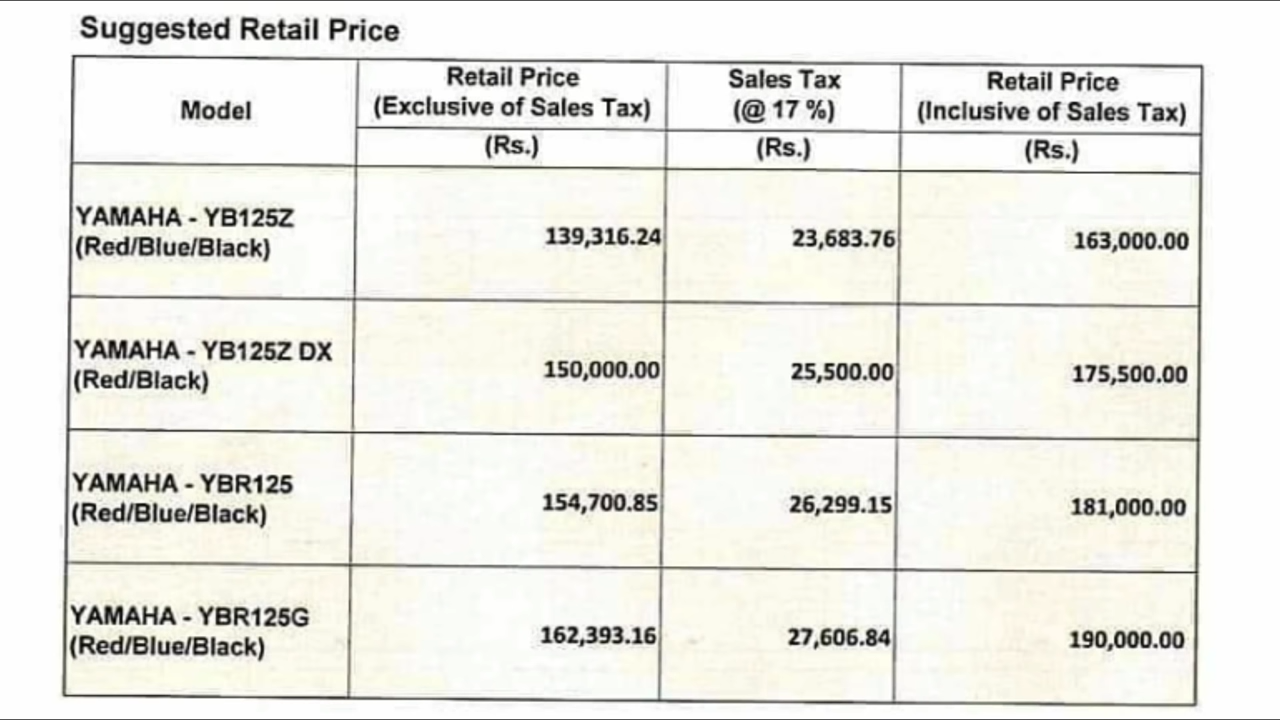 Suggested Retail Price
Model
Retail Price
(Exclusive of Sales Tax)
Sales Tax
(@ 17 %)
Retail Price
(Inclusive of Sales Tax)
(Rs.)
(Rs.)
(Rs.)
YAMAHA - YB125Z
(Red/Blue/Black)
139,316.24
23,683.76
163,000.00
YAMAHA - YB125Z DX
(Red/Black)
150,000.00
25,500.00
175,500.00
YAMAHA - YBR125
(Red/Blue/Black)
154,700.85
26,299.15
181,000.00
YAMAHA - YBR125G
(Red/Blue/Black)
162,393.16
27,606.84
190,000.00